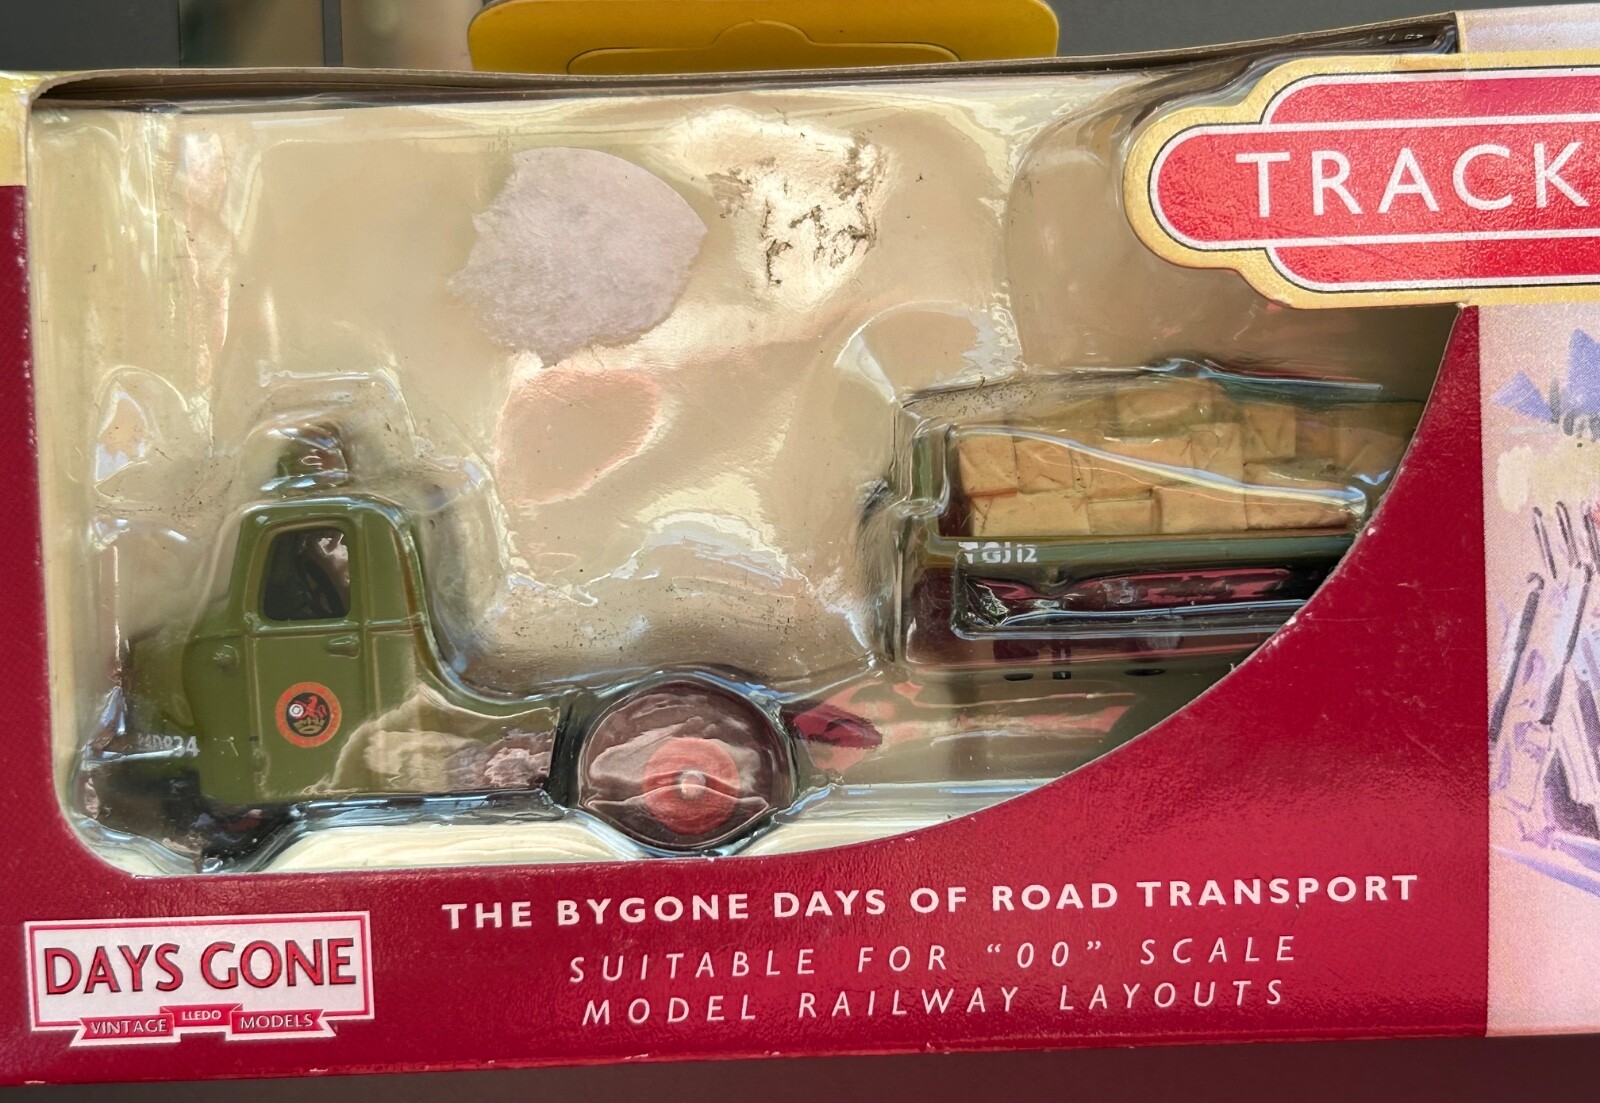 TRACK
TGJ12
THE BYGONE DAYS OF ROAD TRANSPORT
DAYS GONE
SUITABLE FOR “00” SCALE
MODEL RAILWAY LAYOUTS
VINTAGE LLEDO MODELS